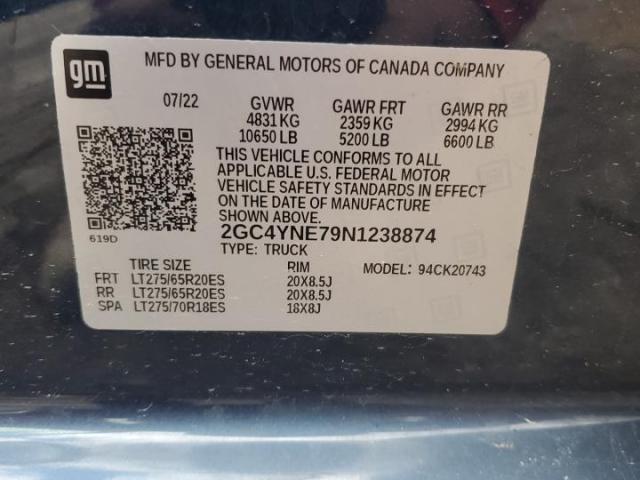 gm
MFD BY GENERAL MOTORS OF CANADA COMPANY
07/22 GVWR GAWR FRT GAWR RR
4831 KG 2359 KG 2994 KG
10650 LB 5200 LB 6600 LB
THIS VEHICLE CONFORMS TO ALL
APPLICABLE U.S. FEDERAL MOTOR
VEHICLE SAFETY STANDARDS IN EFFECT
ON THE DATE OF MANUFACTURE
SHOWN ABOVE.
619D 2GC4YNE79N1238874
TYPE: TRUCK
TIRE SIZE RIM MODEL: 94CK20743
FRT LT275/65R20ES 20X8.5J
RR LT275/65R20ES 20X8.5J
SPA LT275/70R18ES 18X8J